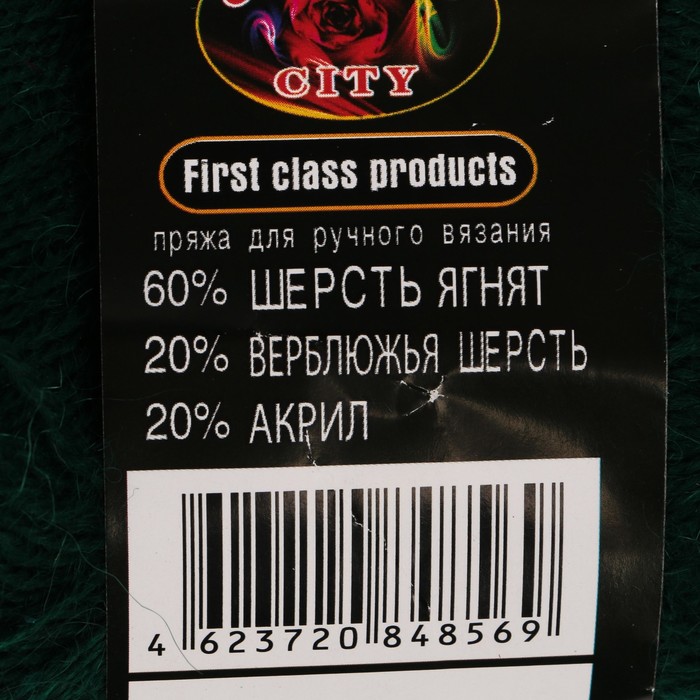 CITY
First class products
пряжа для ручного вязания
60% ШЕРСТЬ ЯГНЯТ
20% ВЕРБЛЮЖЬЯ ШЕРСТЬ
20% АКРИЛ
4 623720 848569